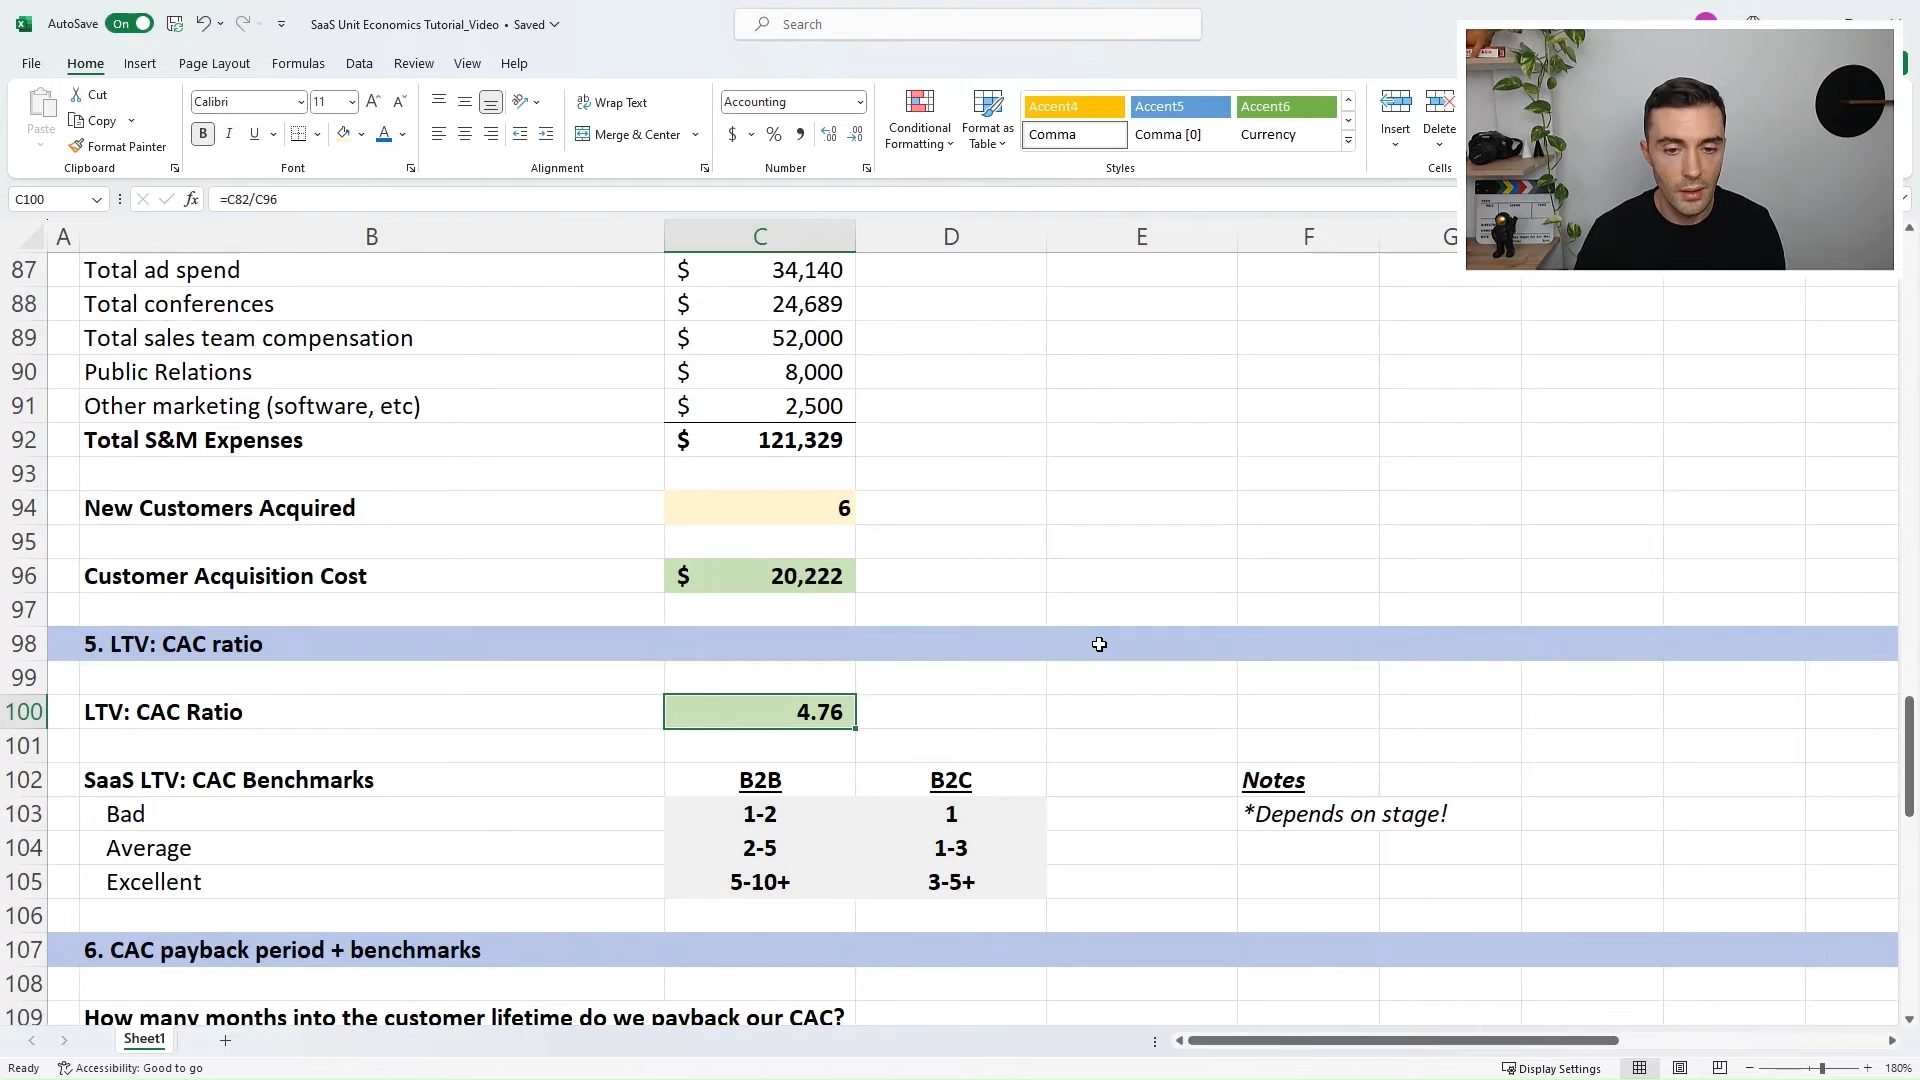 AutoSave On SaaS Unit Economics Tutorial_Video • Saved Search
File Home Insert Page Layout Formulas Data Review View Help
Paste Cut Copy Format Painter Clipboard
Calibri 11 B I U A Font
Wrap Text Merge & Center Alignment
Accounting $ % Number
Conditional Formatting Format as Table
Accent4 Accent5 Accent6
Comma Comma [0] Currency
Styles
Insert Delete Cells
C100 fx =C82/C96
A B C D E F G
87 Total ad spend $ 34,140
88 Total conferences $ 24,689
89 Total sales team compensation $ 52,000
90 Public Relations $ 8,000
91 Other marketing (software, etc) $ 2,500
92 Total S&M Expenses $ 121,329
93
94 New Customers Acquired 6
95
96 Customer Acquisition Cost $ 20,222
97
98 5. LTV: CAC ratio
99
100 LTV: CAC Ratio 4.76
101
102 SaaS LTV: CAC Benchmarks B2B B2C Notes
103 Bad 1-2 1 *Depends on stage!
104 Average 2-5 1-3
105 Excellent 5-10+ 3-5+
106
107 6. CAC payback period + benchmarks
108
109 How many months into the customer lifetime do we payback our CAC?
Sheet1
Ready Accessibility: Good to go Display Settings 180%